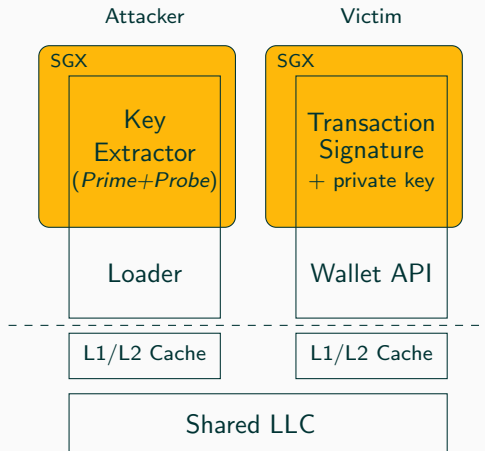 Attacker
Victim
SGX
SGX
Key
Extractor
(Prime+Probe)
Transaction
Signature
+ private key
Loader
Wallet API
L1/L2 Cache
L1/L2 Cache
Shared LLC